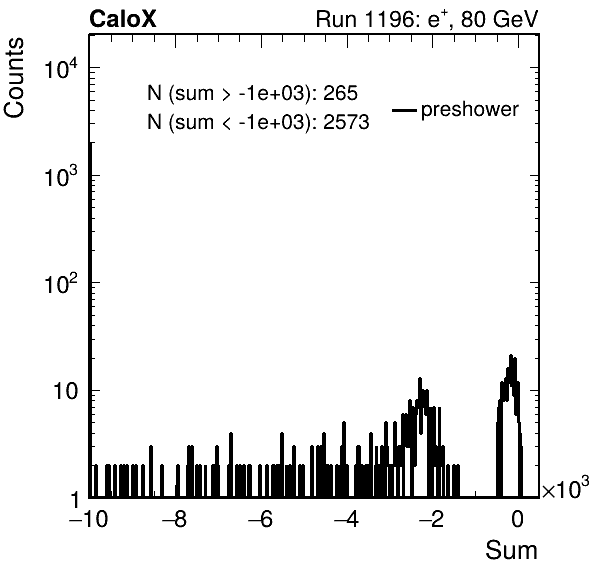 CaloX Run 1196: e⁺, 80 GeV
Counts
N (sum > -1e+03): 265
N (sum < -1e+03): 2573
preshower
10⁴
10³
10²
10
1
−10 −8 −6 −4 −2 0 ×10³
Sum